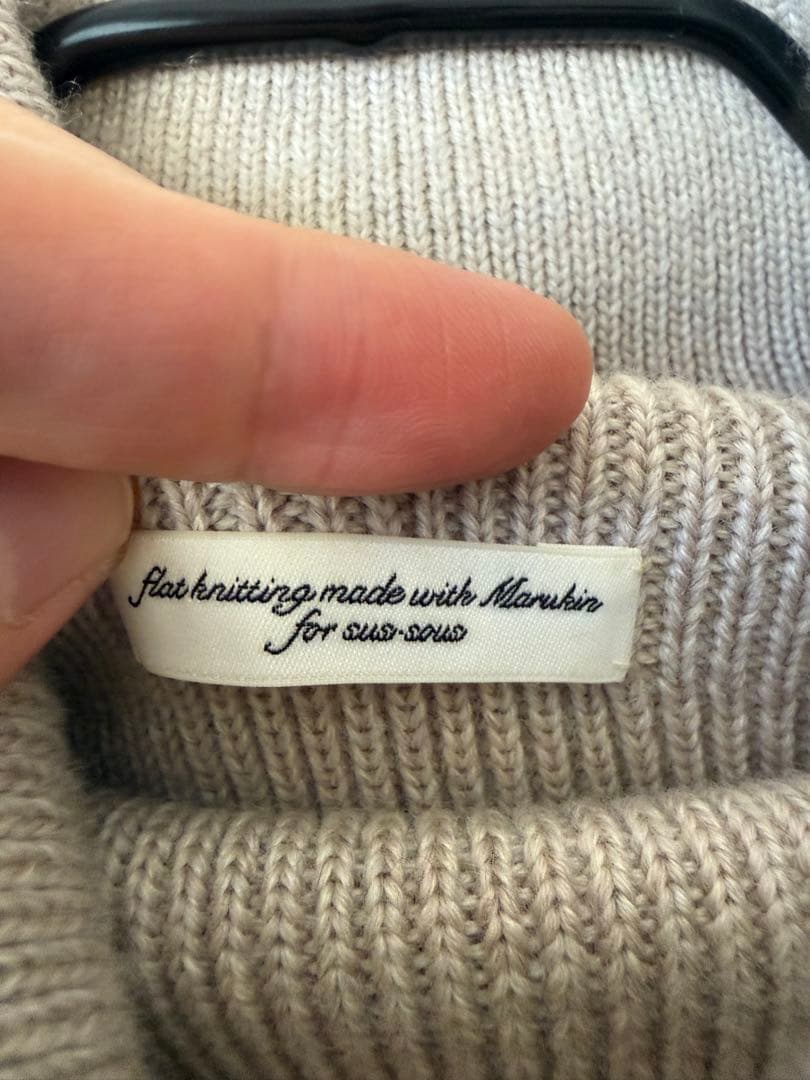 flat knitting made with Marukin
for sus-sous